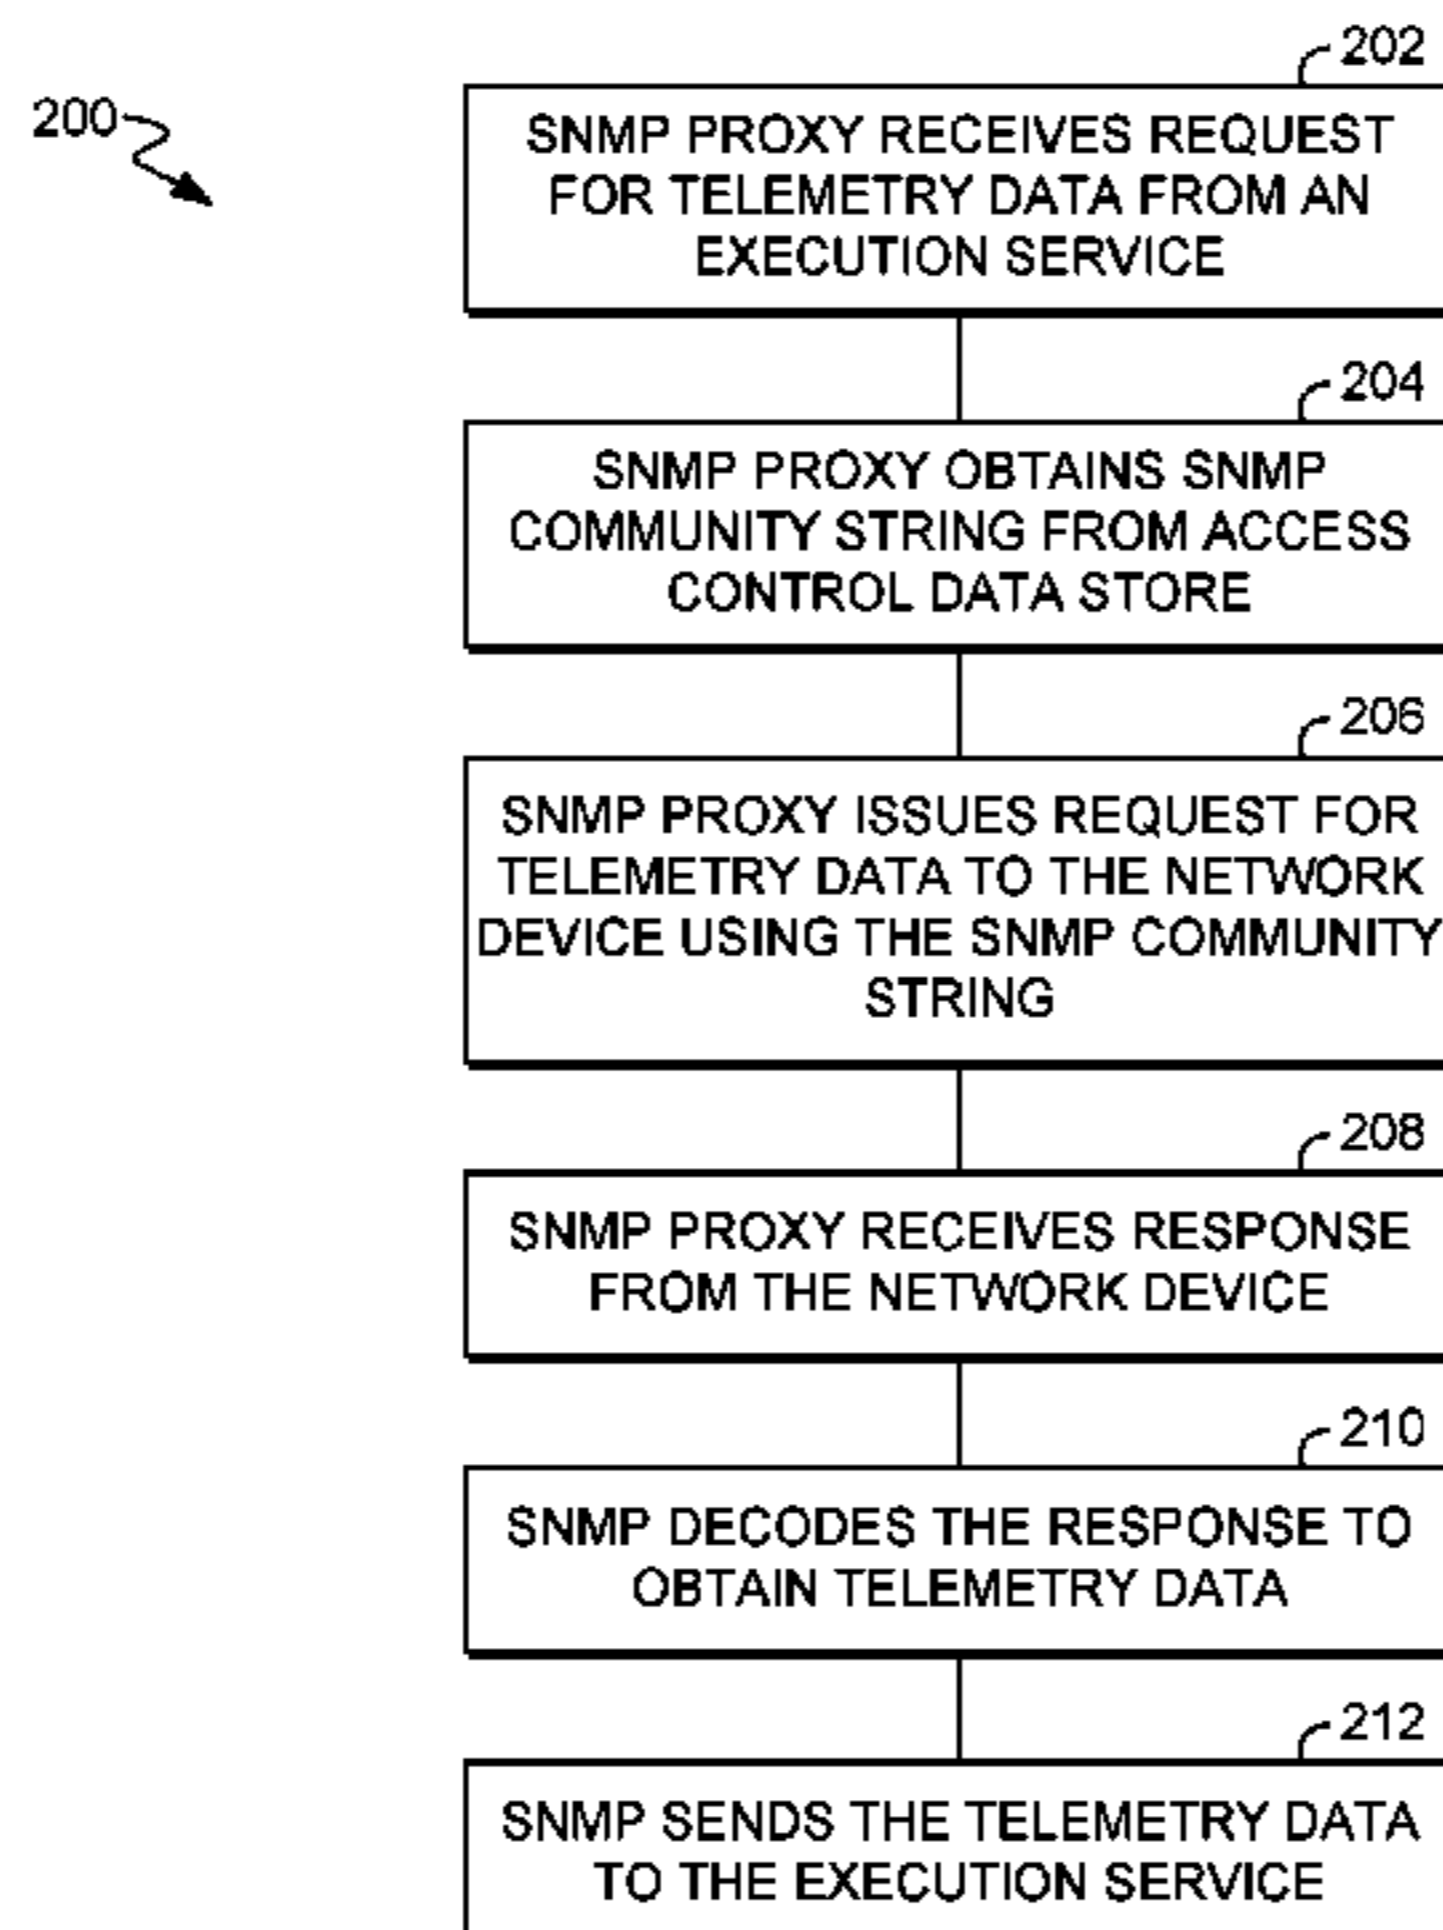 202
200
SNMP PROXY RECEIVES REQUEST
FOR TELEMETRY DATA FROM AN
EXECUTION SERVICE
204
SNMP PROXY OBTAINS SNMP
COMMUNITY STRING FROM ACCESS
CONTROL DATA STORE
206
SNMP PROXY ISSUES REQUEST FOR
TELEMETRY DATA TO THE NETWORK
DEVICE USING THE SNMP COMMUNITY
STRING
208
SNMP PROXY RECEIVES RESPONSE
FROM THE NETWORK DEVICE
210
SNMP DECODES THE RESPONSE TO
OBTAIN TELEMETRY DATA
212
SNMP SENDS THE TELEMETRY DATA
TO THE EXECUTION SERVICE